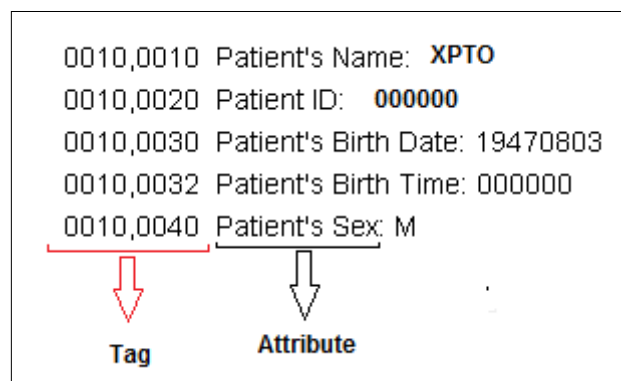 0010,0010 Patient's Name: XPTO
0010,0020 Patient ID: 000000
0010,0030 Patient's Birth Date: 19470803
0010,0032 Patient's Birth Time: 000000
0010,0040 Patient's Sex: M
Tag Attribute